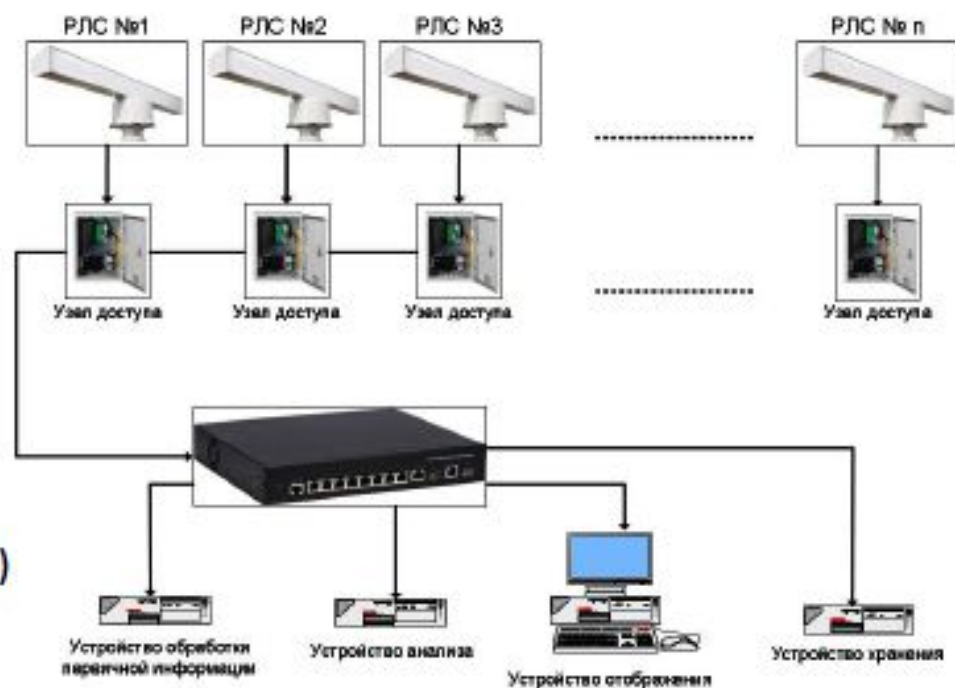 РЛС №1
РЛС №2
РЛС №3
РЛС № n
Узел доступа
Узел доступа
Узел доступа
Узел доступа
)
Устройство обработки
первичной информации
Устройство анализа
Устройство отображения
Устройство хранения